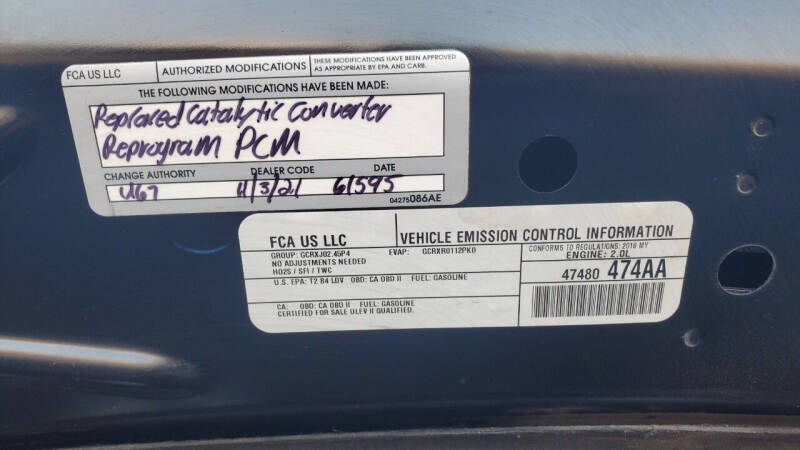 FCA US LLC AUTHORIZED MODIFICATIONS THESE MODIFICATIONS HAVE BEEN APPROVED
AS APPROPRIATE BY EPA AND CARB.
THE FOLLOWING MODIFICATIONS HAVE BEEN MADE:
Replaced Catalytic Converter
Reprogram PCM
CHANGE AUTHORITY DEALER CODE DATE
U67 11/3/21 61595
04275086AE
FCA US LLC VEHICLE EMISSION CONTROL INFORMATION
GROUP: GCRXJ02.45P4 EVAP: GCRXR0112PK0
NO ADJUSTMENTS NEEDED
HO2S / SFI / TWC
CONFORMS TO REGULATIONS: 2016 MY
ENGINE: 2.0L
U.S. EPA: T2 B4 LDV OBD: CA OBD II FUEL: GASOLINE
47480 474AA
CA: OBD: CA OBD II FUEL: GASOLINE
CERTIFIED FOR SALE ULEV II QUALIFIED.